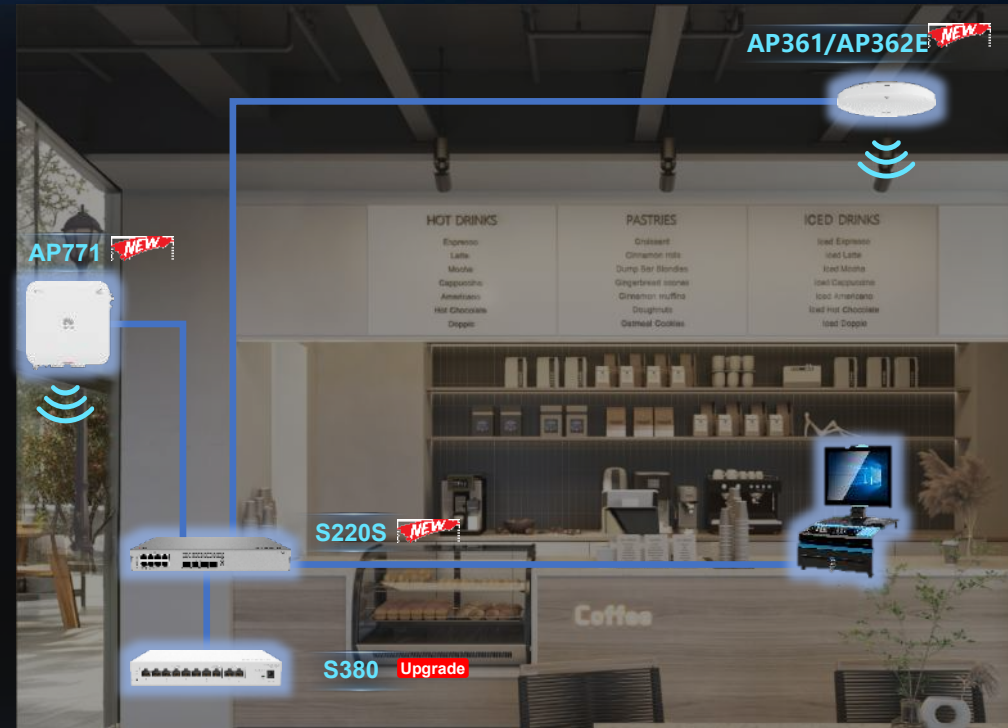 AP361/AP362E NEW
AP771 NEW
HOT DRINKS
Espresso
Latte
Mocha
Cappuccino
Americano
Hot Chocolate
Doppio
PASTRIES
Croissant
Cinnamon rolls
Gingerbread scones
Cinnamon muffins
Doughnuts
Oatmeal Cookies
ICED DRINKS
Iced Espresso
Iced Latte
Iced Mocha
Iced Cappuccino
Iced Americano
Iced Hot Chocolate
Iced Doppio
S220S NEW
Coffee
S380 Upgrade